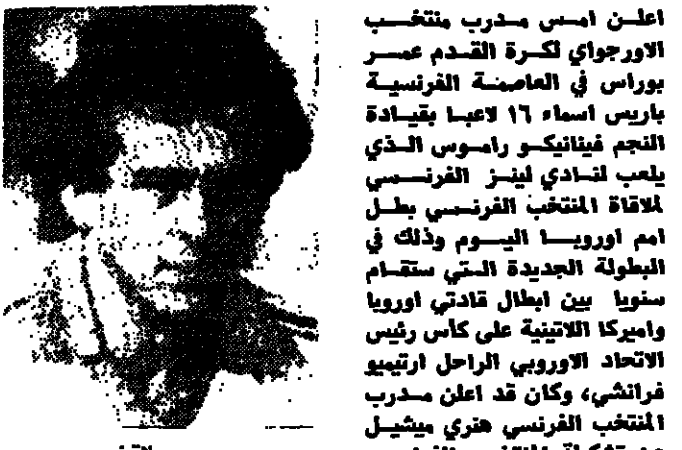 اعلن امس مدرب منتخب
الاورجواي لكرة القدم عمر
بوراس في العاصمة الفرنسية
باريس اسماء ١٦ لاعبا بقيادة
النجم فينانيكو راموس الذي
يلعب لنادي لينز الفرنسي
لملاقاة المنتخب الفرنسي بطل
امم اوروبا اليوم وذلك في
البطولة الجديدة التي ستقام
سنويا بين ابطال قادتي اوروبا
واميركا اللاتينية على كأس رئيس
الاتحاد الاوروبي الراحل ارتيميو
فرانشي، وكان قد اعلن مدرب
المنتخب الفرنسي هنري ميشيل